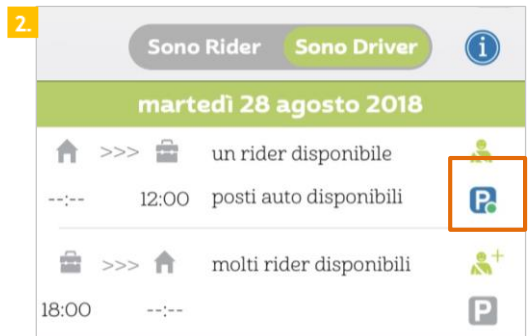 2.
Sono Rider Sono Driver i
martedì 28 agosto 2018
>>> un rider disponibile
--:-- 12:00 posti auto disponibili P
>>> molti rider disponibili +
18:00 --:-- P